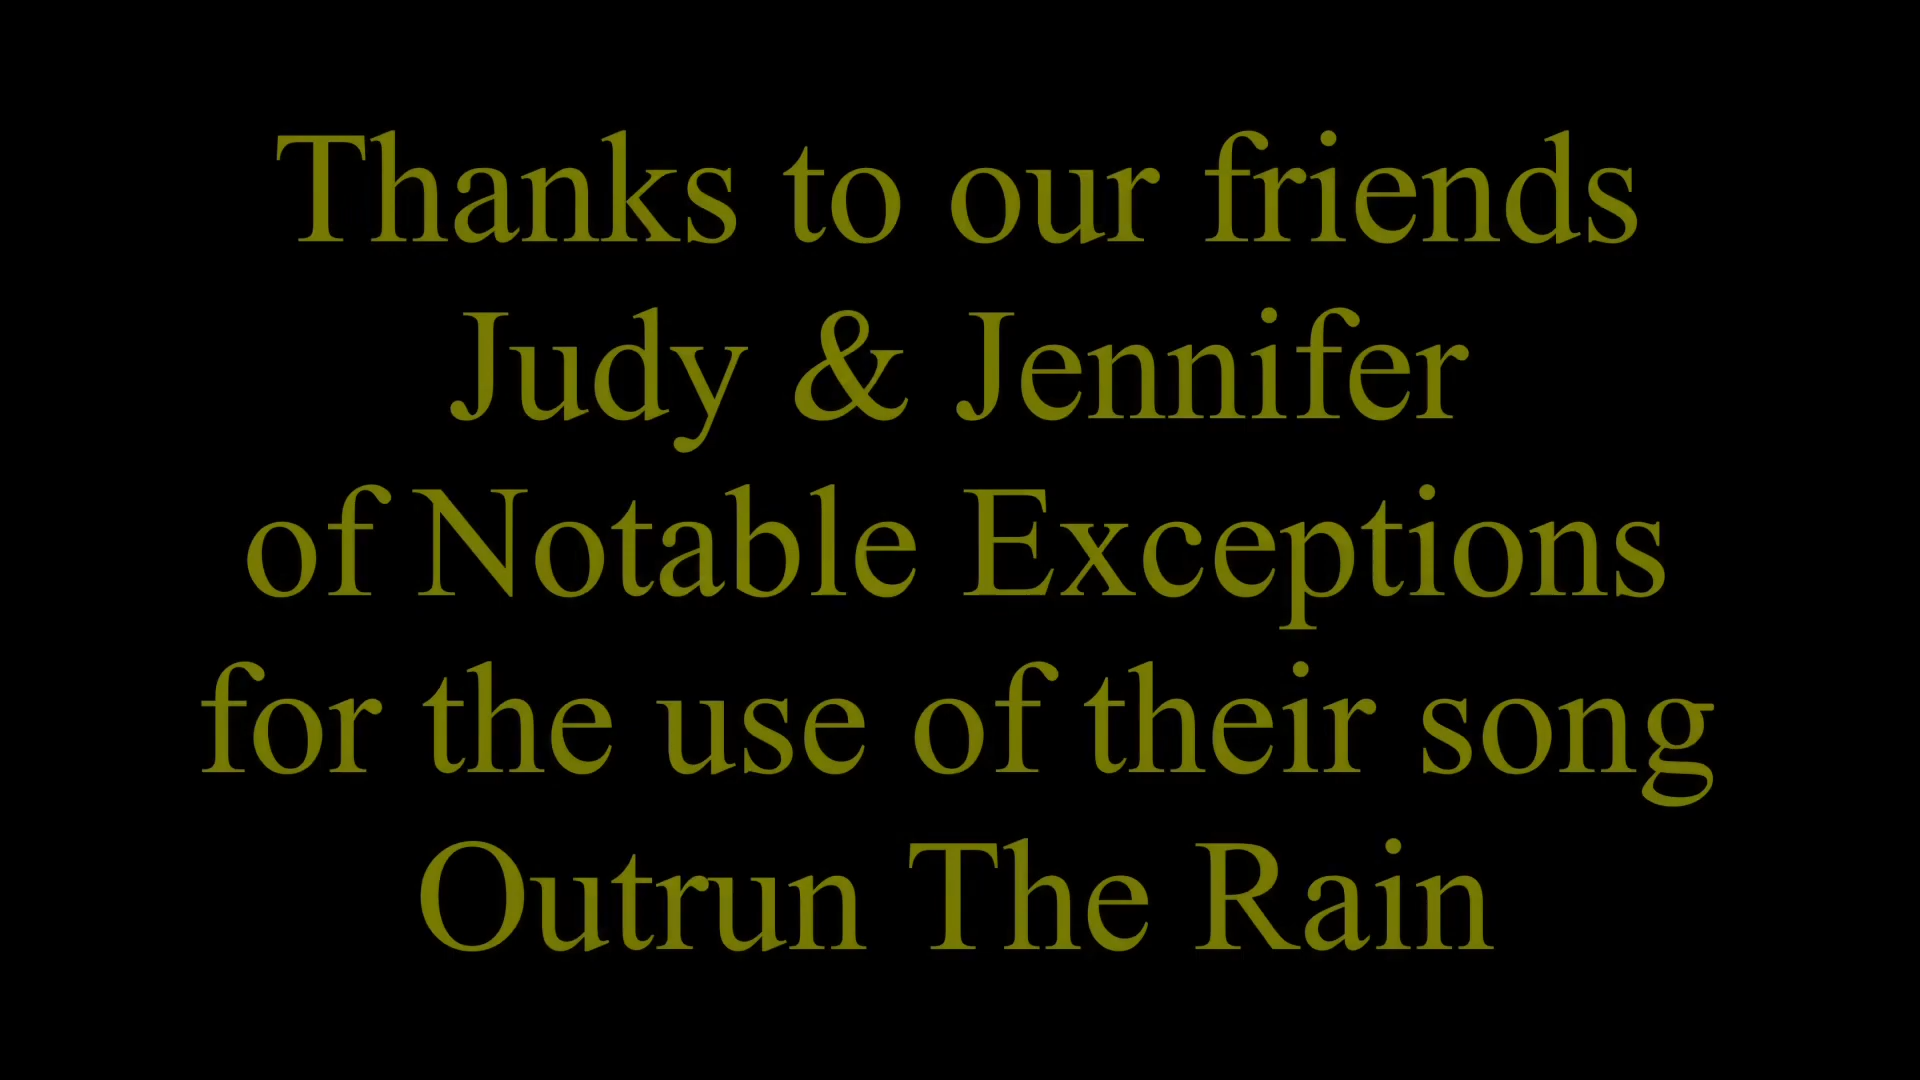 Thanks to our friends
Judy & Jennifer
of Notable Exceptions
for the use of their song
Outrun The Rain